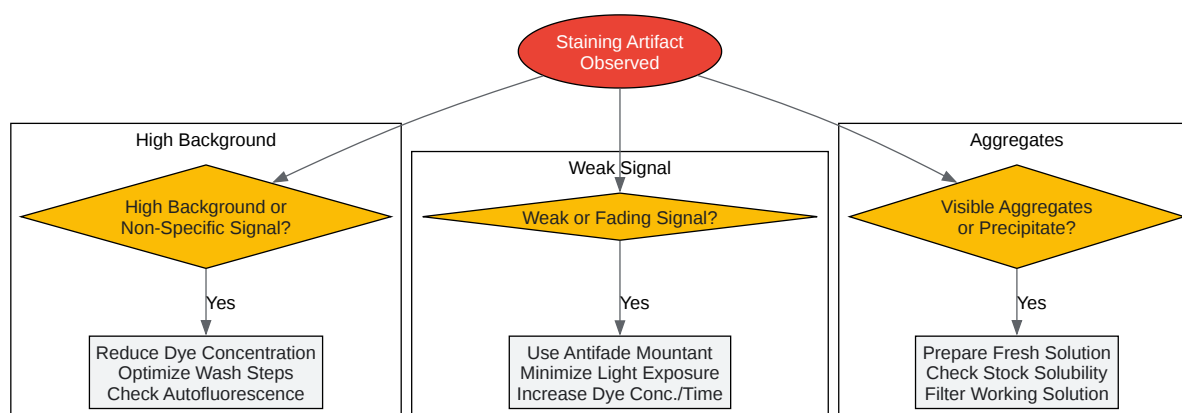 Staining Artifact
Observed
High Background
High Background or
Non-Specific Signal?
Yes
Reduce Dye Concentration
Optimize Wash Steps
Check Autofluorescence
Weak Signal
Weak or Fading Signal?
Yes
Use Antifade Mountant
Minimize Light Exposure
Increase Dye Conc./Time
Aggregates
Visible Aggregates
or Precipitate?
Yes
Prepare Fresh Solution
Check Stock Solubility
Filter Working Solution